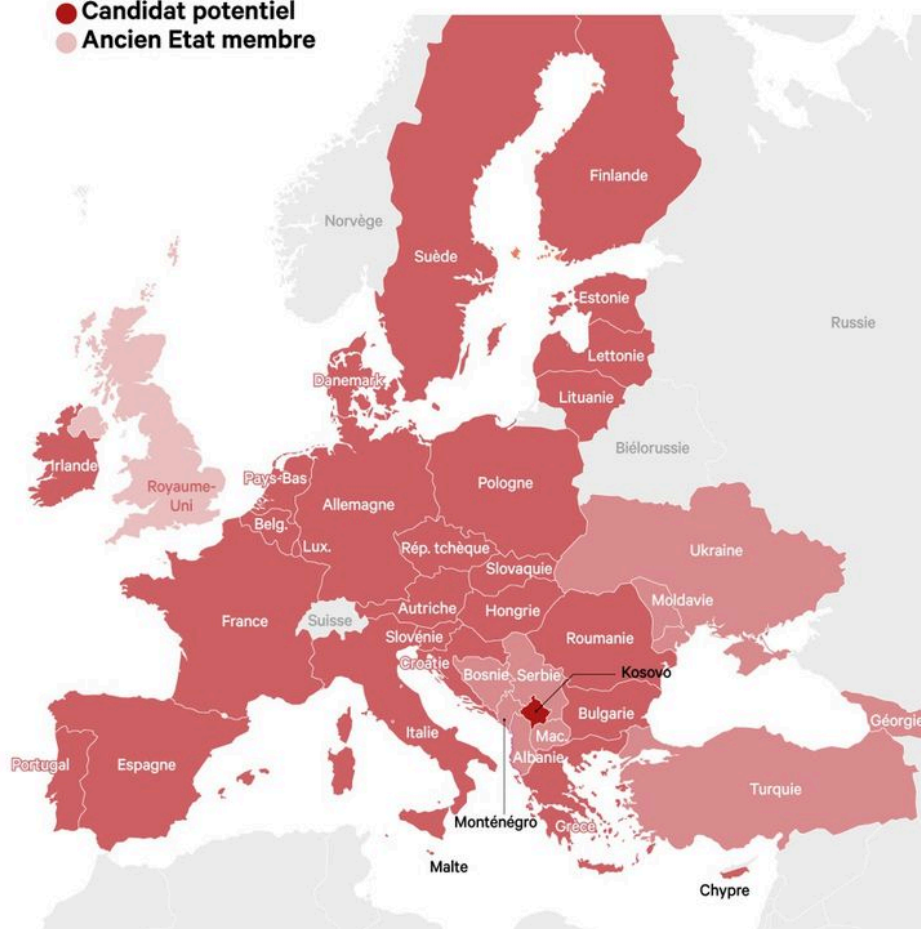 Candidat potentiel
Ancien Etat membre
Finlande
Norvège
Suède
Estonie
Russie
Lettonie
Danemark
Lituanie
Biélorussie
Irlande
Pays-Bas
Royaume-
Uni
Allemagne
Pologne
Belg.
Ukraine
Lux.
Rép. tchèque
Slovaquie
Moldavie
Autriche
Hongrie
France
Suisse
Slovénie
Roumanie
Croatie
Bosnie
Serbie
Kosovo
Bulgarie
Géorgie
Italie
Mac.
Albanie
Portugal
Espagne
Turquie
Monténégro
Grèce
Malte
Chypre